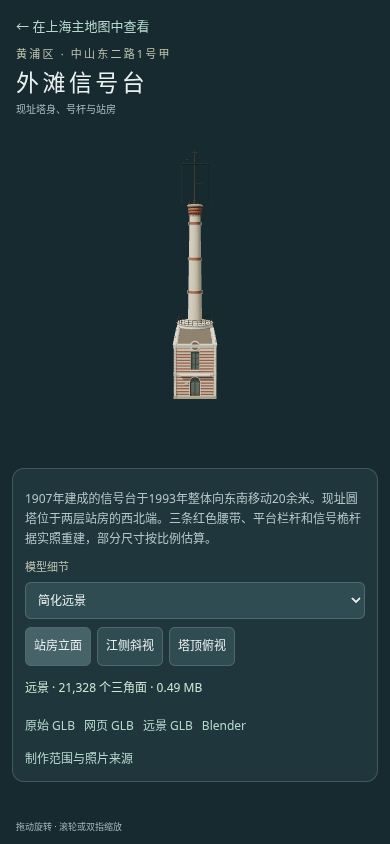 ← 在上海主地图中查看
黄浦区 · 中山东二路1号甲
外滩信号台
现址塔身、号杆与站房
1907年建成的信号台于1993年整体向东南移动20余米。现址圆
塔位于两层站房的西北端。三条红色腰带、平台栏杆和信号桅杆
据实照重建，部分尺寸按比例估算。
模型细节
简化远景
站房立面 江侧斜视 塔顶俯视
远景 · 21,328 个三角面 · 0.49 MB
原始 GLB 网页 GLB 远景 GLB Blender
制作范围与照片来源
拖动旋转 · 滚轮或双指缩放